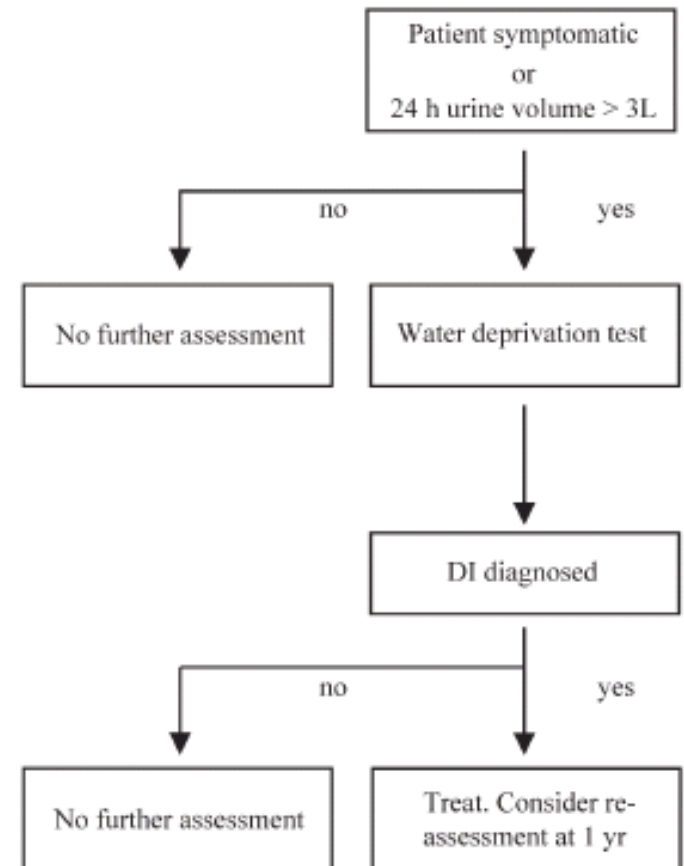 Patient symptomatic
or
24 h urine volume > 3L
no
yes
No further assessment
Water deprivation test
DI diagnosed
no
yes
No further assessment
Treat. Consider re-
assessment at 1 yr